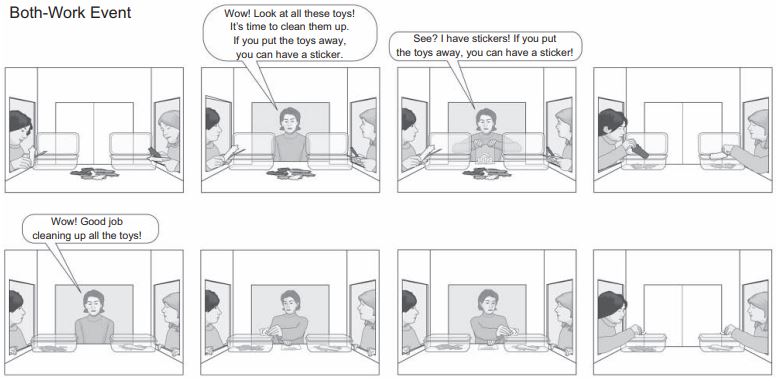 Both-Work Event
Wow! Look at all these toys!
It's time to clean them up.
If you put the toys away,
you can have a sticker.
See? I have stickers! If you put
the toys away, you can have a sticker!
Wow! Good job
cleaning up all the toys!